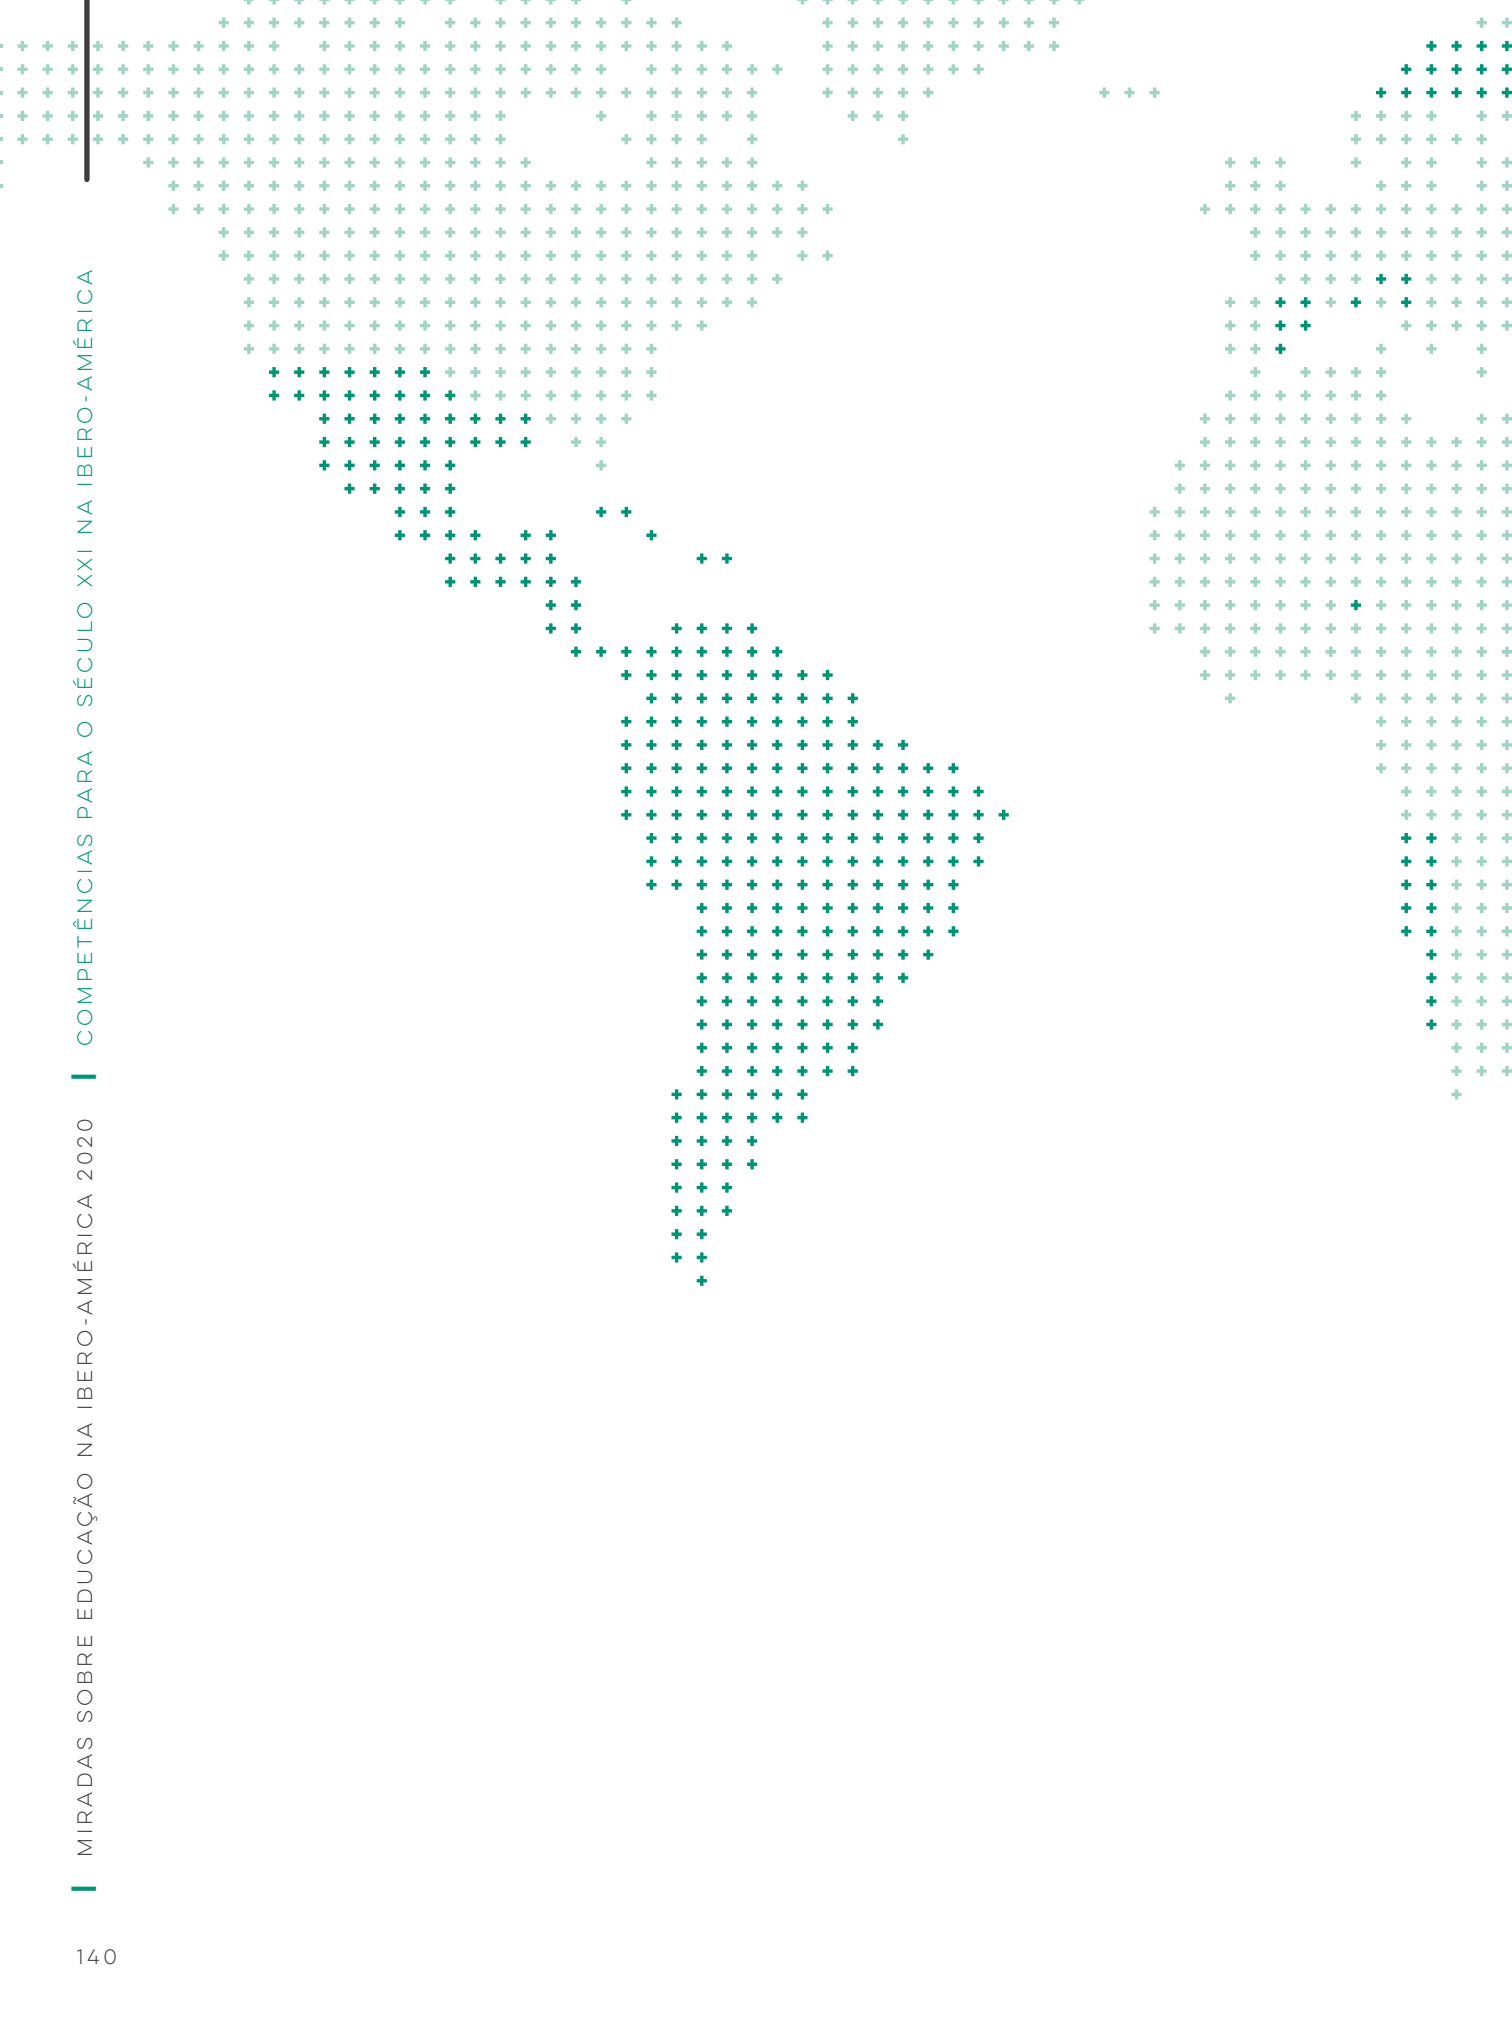 COMPETÊNCIAS PARA O SÉCULO XXI NA IBERO-AMÉRICA
MIRADAS SOBRE EDUCAÇÃO NA IBERO-AMÉRICA 2020
140